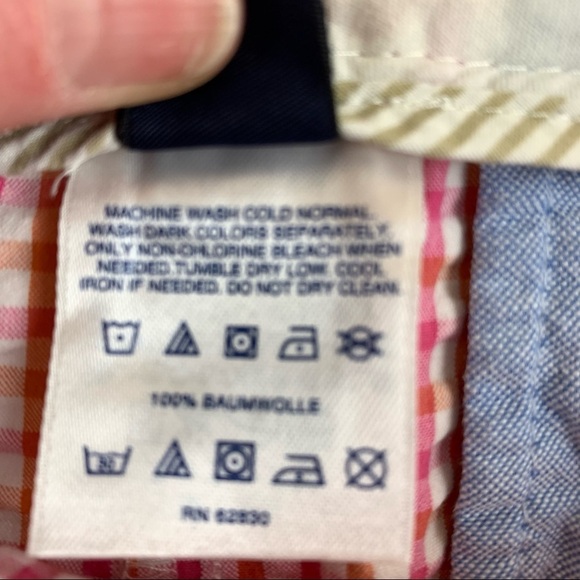 MACHINE WASH COLD NORMAL.
WASH DARK COLORS SEPARATELY.
ONLY NON-CHLORINE BLEACH WHEN
NEEDED. TUMBLE DRY LOW. COOL
IRON IF NEEDED. DO NOT DRY CLEAN.
100% BAUMWOLLE
30
RN 62830